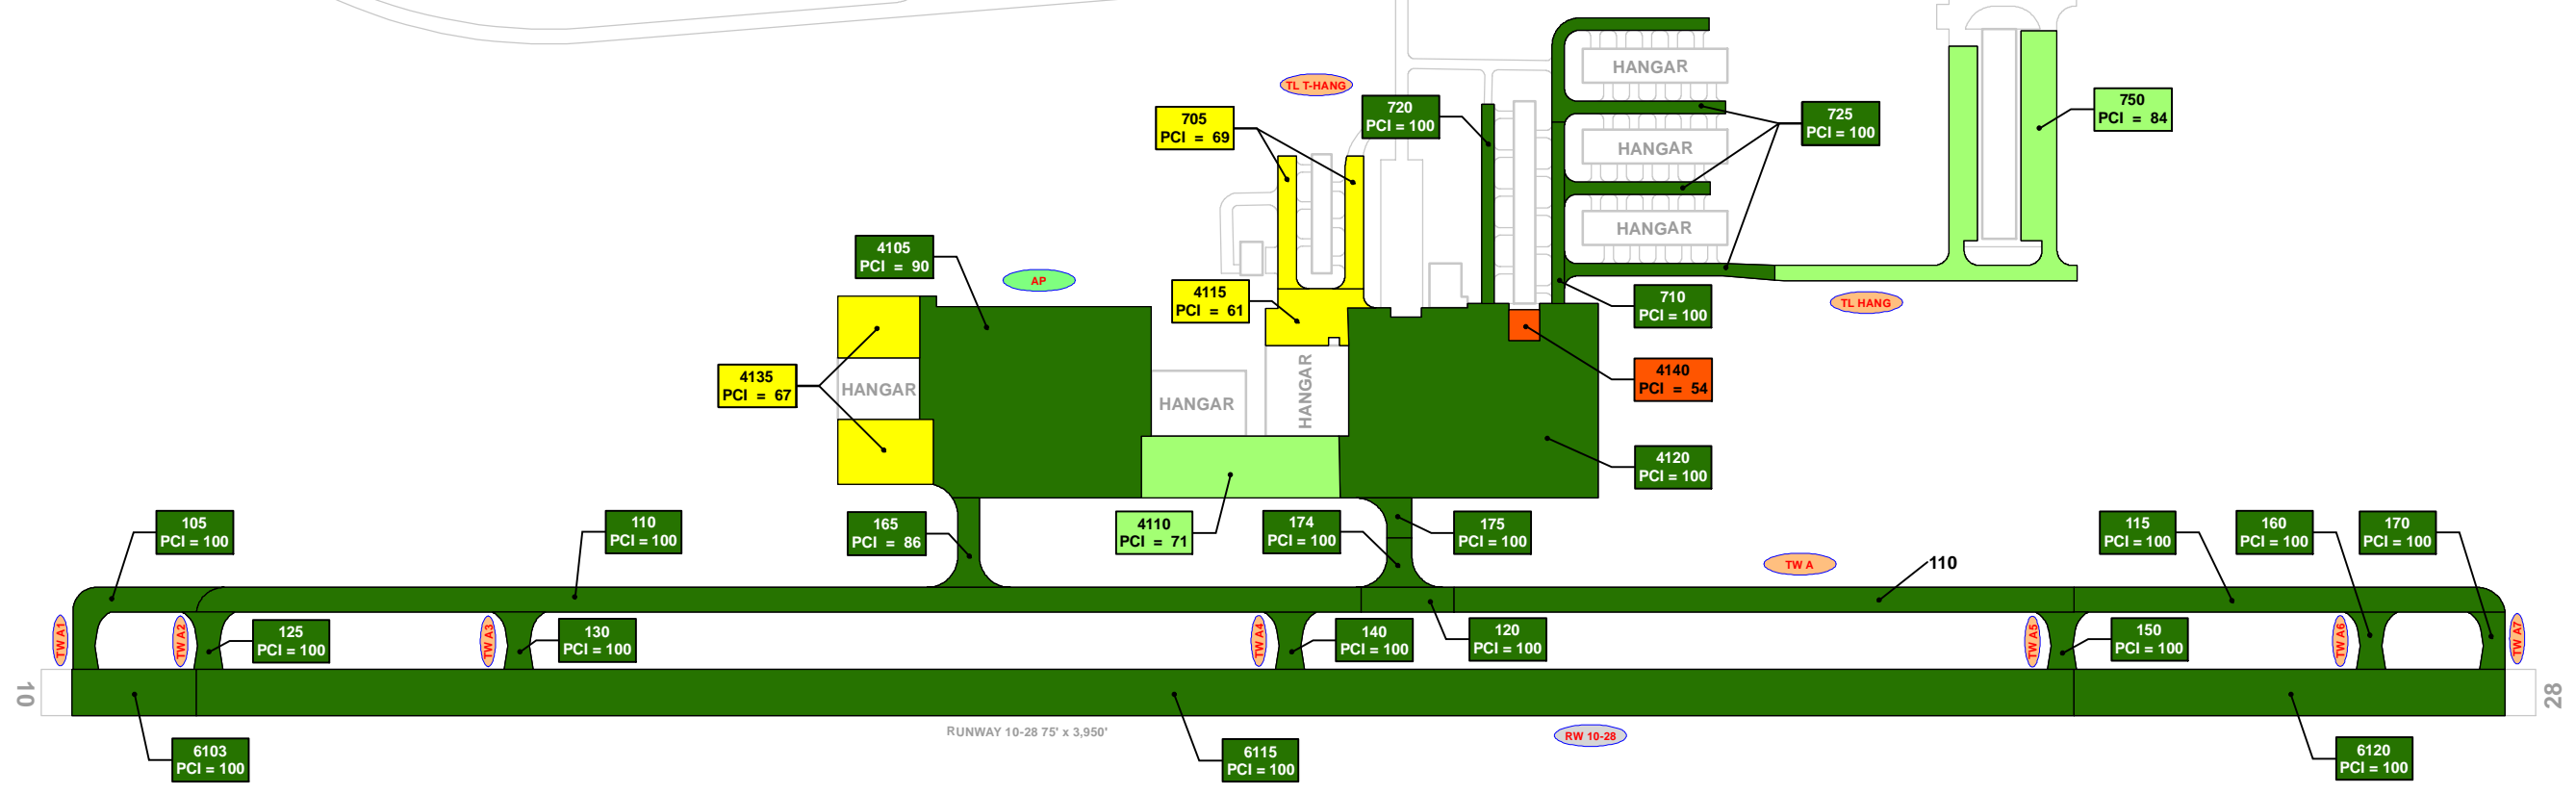 HANGAR
TL T-HANG
750
PCI = 84
720
PCI = 100
725
PCI = 100
705
PCI = 69
HANGAR
HANGAR
4105
PCI = 90
AP
4115
PCI = 61
710
PCI = 100
TL HANG
4135
PCI = 67
HANGAR
HANGAR
HANGAR
4140
PCI = 54
4120
PCI = 100
105
PCI = 100
110
PCI = 100
165
PCI = 86
4110
PCI = 71
174
PCI = 100
175
PCI = 100
115
PCI = 100
160
PCI = 100
170
PCI = 100
TW A
110
TW A1
TW A2
125
PCI = 100
TW A3
130
PCI = 100
TW A4
140
PCI = 100
120
PCI = 100
TW A5
150
PCI = 100
TW A6
TW A7
10
28
RUNWAY 10-28 75' x 3,950'
RW 10-28
6103
PCI = 100
6115
PCI = 100
6120
PCI = 100